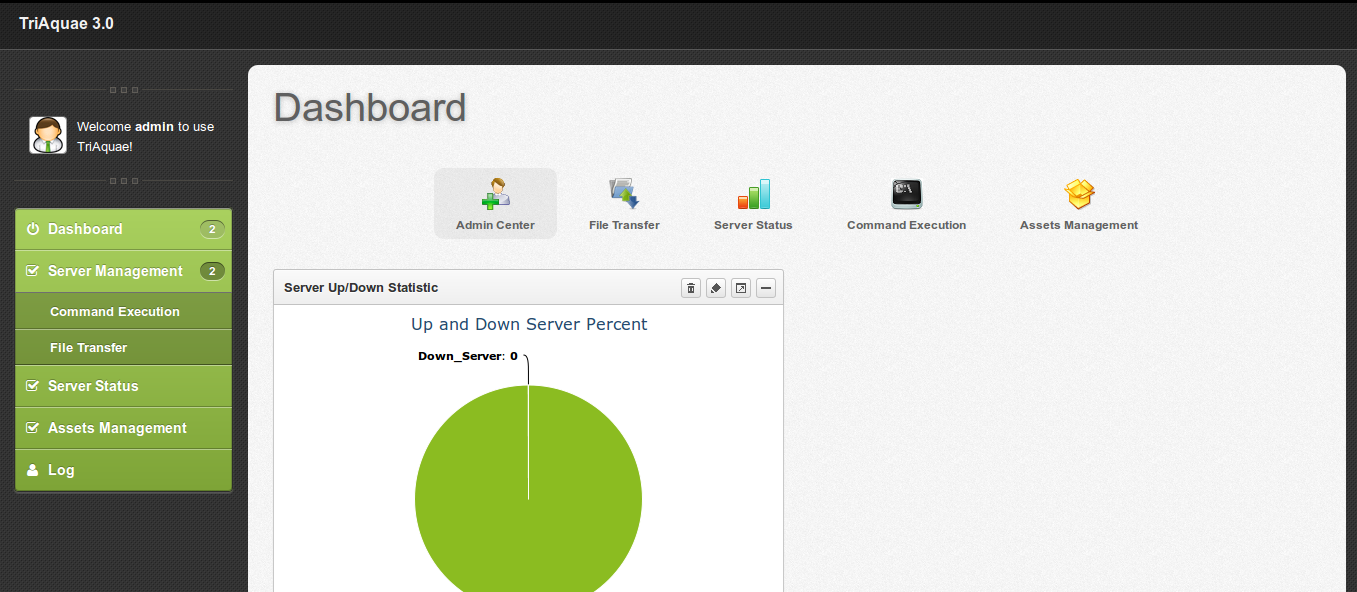 TriAquae 3.0
Welcome admin to use
TriAquae!
Dashboard 2
Server Management 2
Command Execution
File Transfer
Server Status
Assets Management
Log
Dashboard
Admin Center
File Transfer
Server Status
Command Execution
Assets Management
Server Up/Down Statistic
Up and Down Server Percent
Down_Server: 0